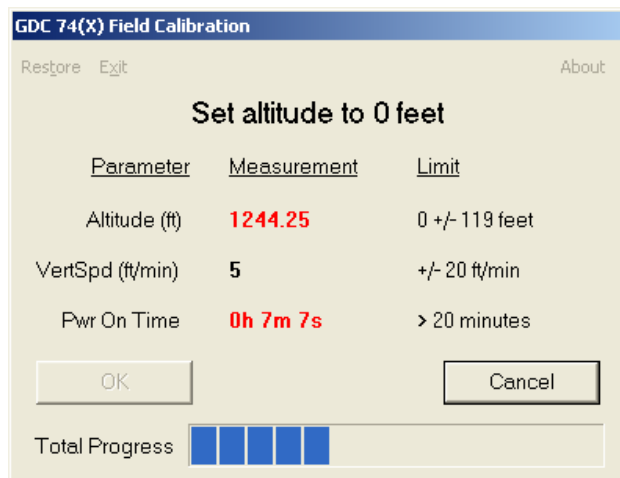 GDC 74(X) Field Calibration
Restore Exit About
Set altitude to 0 feet
Parameter Measurement Limit
Altitude (ft) 1244.25 0 +/- 119 feet
VertSpd (ft/min) 5 +/- 20 ft/min
Pwr On Time 0h 7m 7s > 20 minutes
OK Cancel
Total Progress